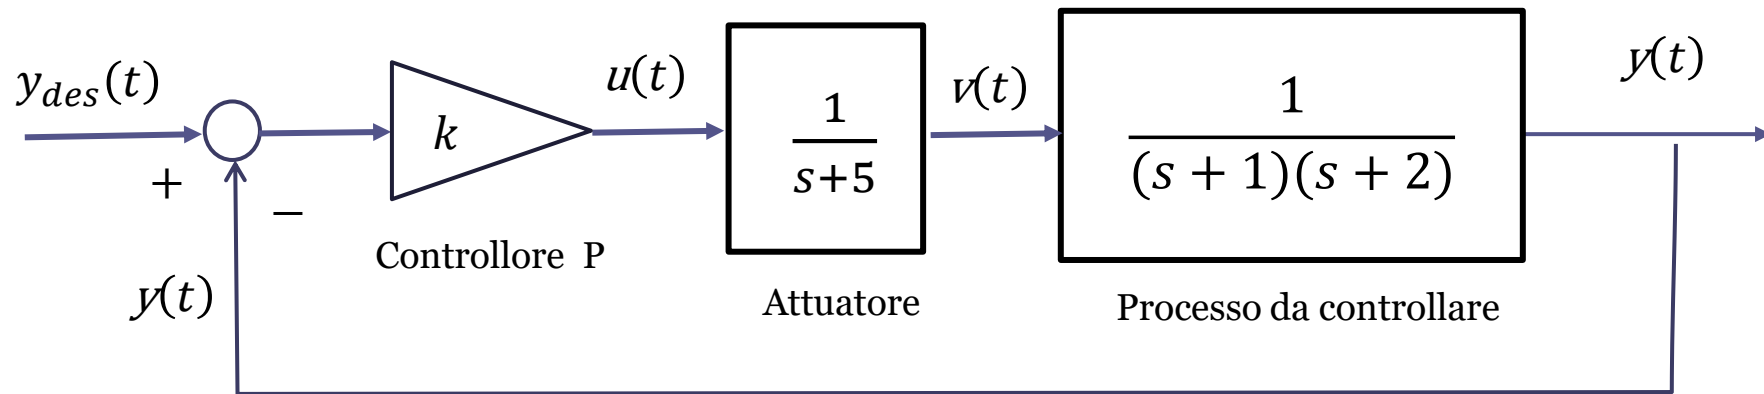 y_des(t)
+
−
y(t)
k
Controllore P
u(t)
1
s+5
Attuatore
v(t)
1
(s + 1)(s + 2)
Processo da controllare
y(t)